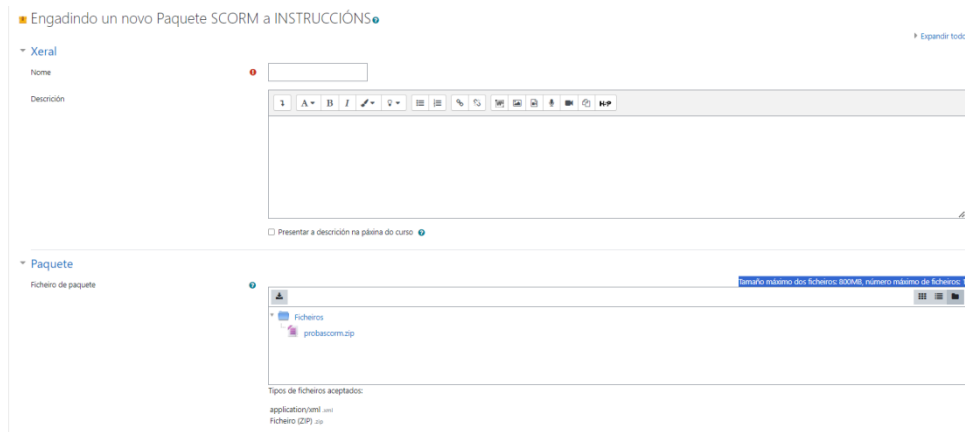 Engadindo un novo Paquete SCORM a INSTRUCCIÓNS
Expandir todo
Xeral
Nome
Descrición
A B I
H-P
Presentar a descrición na páxina do curso
Paquete
Ficheiro de paquete
Tamaño máximo dos ficheiros: 800MB, número máximo de ficheiros: 1
Ficheiros
probascorm.zip
Tipos de ficheiros aceptados:
application/xml .xml
Ficheiro (ZIP) .zip